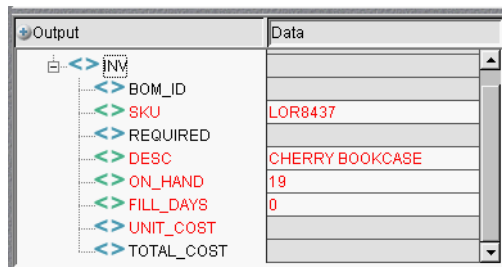 Output Data
INV
BOM_ID
SKU LOR8437
REQUIRED
DESC CHERRY BOOKCASE
ON_HAND 19
FILL_DAYS 0
UNIT_COST
TOTAL_COST